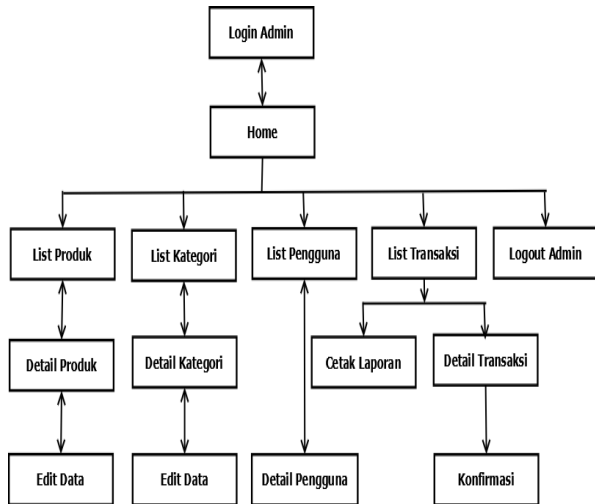 Login Admin
Home
List Produk
List Kategori
List Pengguna
List Transaksi
Logout Admin
Detail Produk
Detail Kategori
Cetak Laporan
Detail Transaksi
Edit Data
Edit Data
Detail Pengguna
Konfirmasi